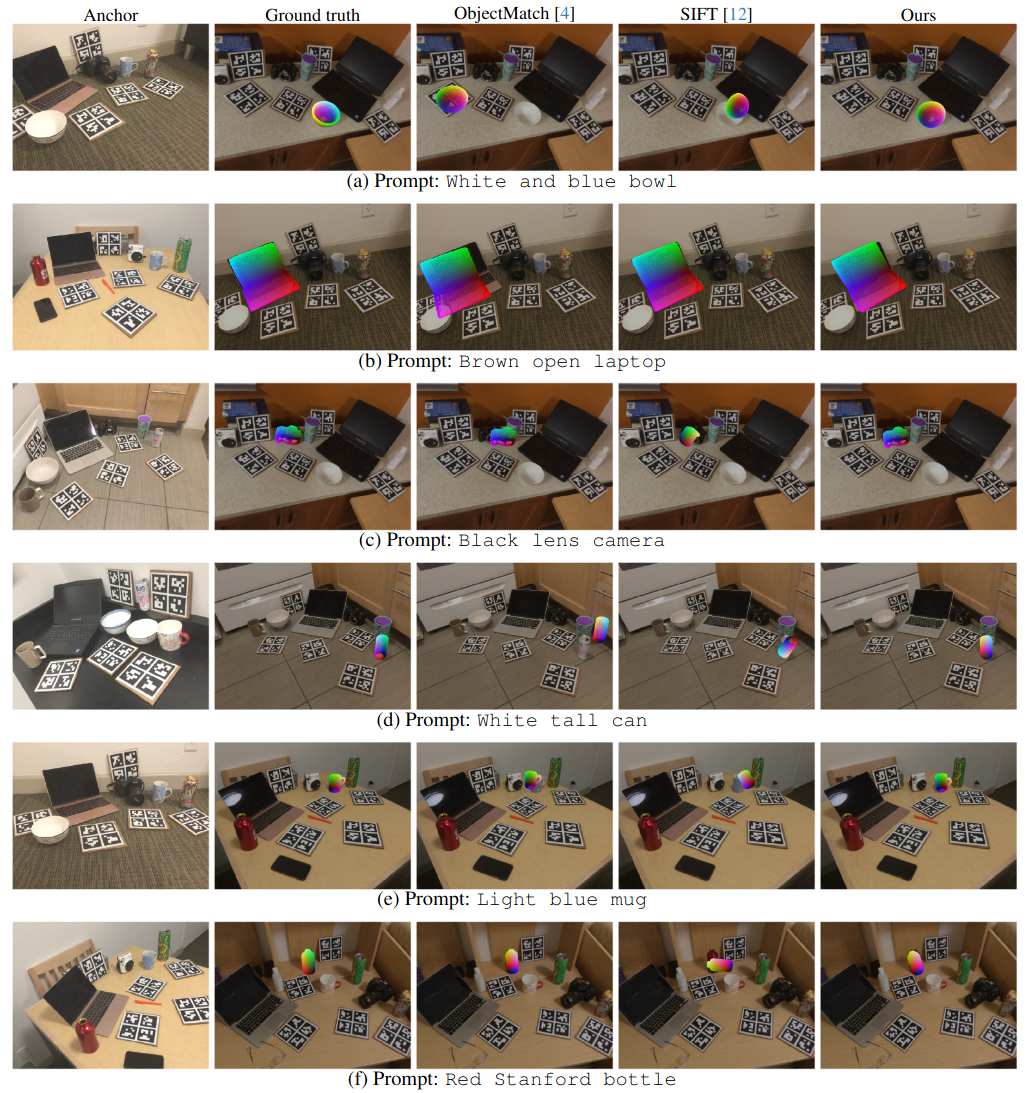 Anchor Ground truth ObjectMatch [4] SIFT [12] Ours
(a) Prompt: White and blue bowl
(b) Prompt: Brown open laptop
(c) Prompt: Black lens camera
(d) Prompt: White tall can
(e) Prompt: Light blue mug
(f) Prompt: Red Stanford bottle